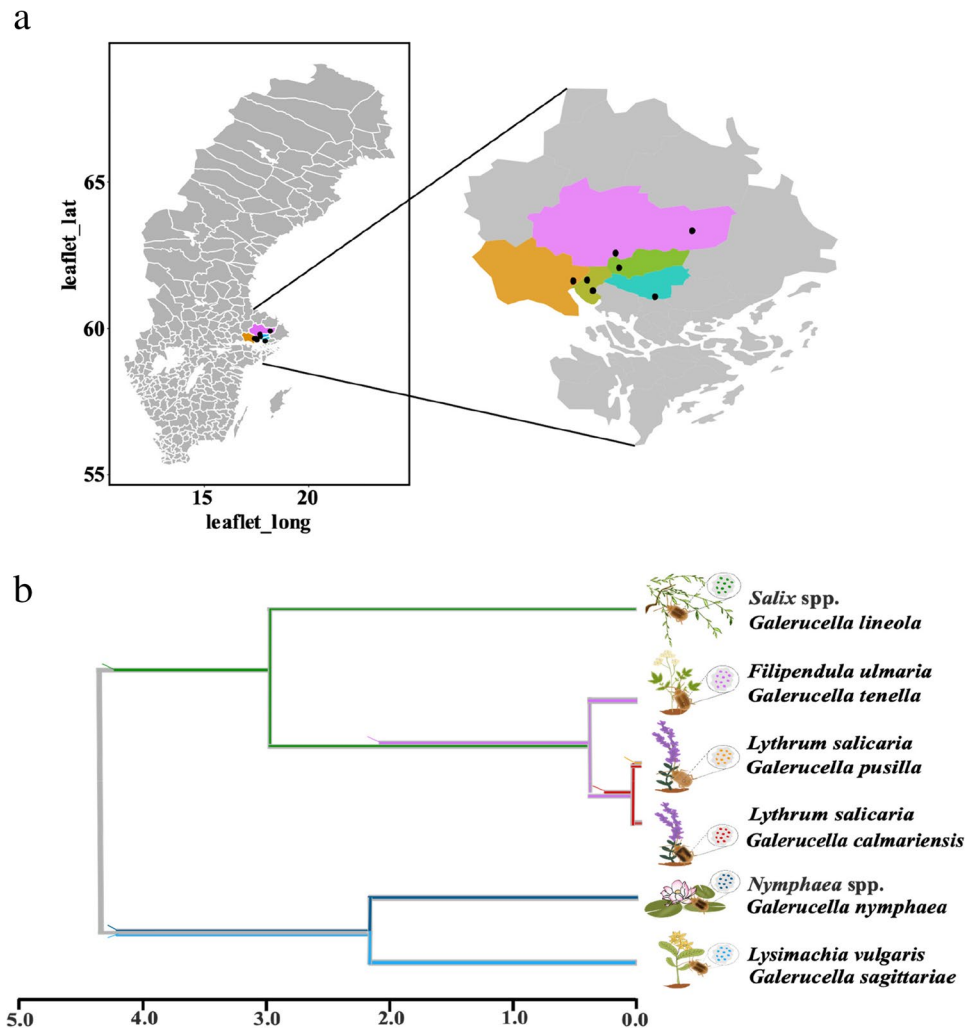 a
65
60
55
leaflet_lat
15 20
leaflet_long
b
Salix spp.
Galerucella lineola
Filipendula ulmaria
Galerucella tenella
Lythrum salicaria
Galerucella pusilla
Lythrum salicaria
Galerucella calmariensis
Nymphaea spp.
Galerucella nymphaea
Lysimachia vulgaris
Galerucella sagittariae
5.0 4.0 3.0 2.0 1.0 0.0